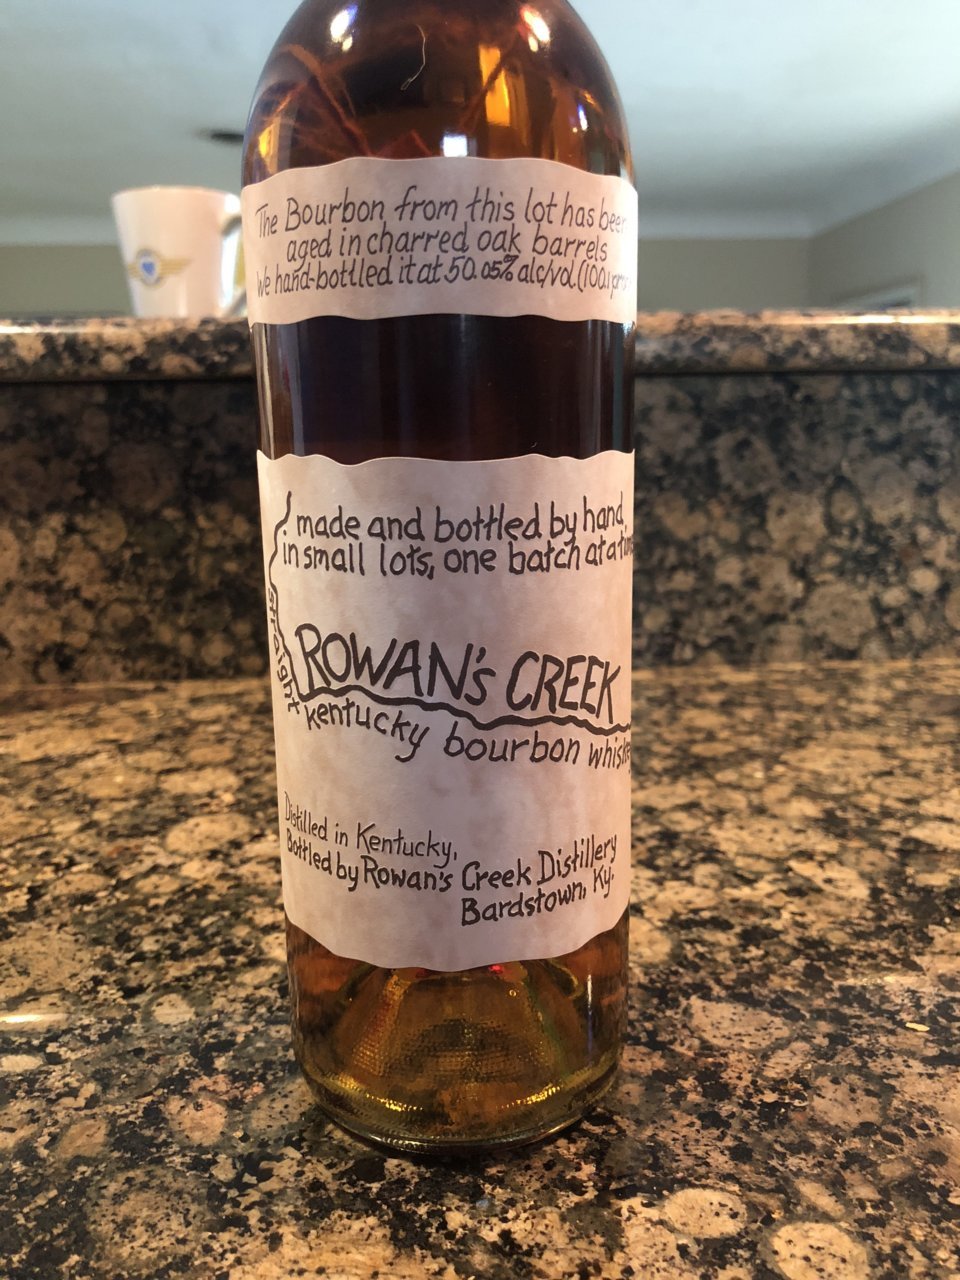 The Bourbon from this lot has been
aged in charred oak barrels
We hand-bottled it at 50.05% alc/vol.(100.1
made and bottled by hand
in small lots, one batch at a time
straight
ROWAN's CREEK
kentucky bourbon whiskey
Distilled in Kentucky,
Bottled by Rowan's Creek Distillery
Bardstown, Ky.